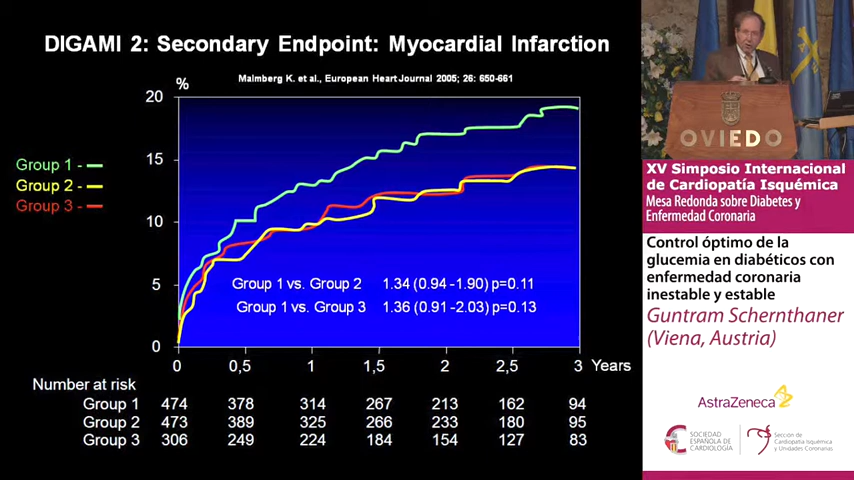 DIGAMI 2: Secondary Endpoint: Myocardial Infarction
Malmberg K. et al., European Heart Journal 2005; 26: 650-661
%
20
15
10
5
0
Group 1 -
Group 2 -
Group 3 -
Group 1 vs. Group 2 1.34 (0.94 -1.90) p=0.11
Group 1 vs. Group 3 1.36 (0.91 -2.03) p=0.13
0 0,5 1 1,5 2 2,5 3 Years
Number at risk
Group 1 474 378 314 267 213 162 94
Group 2 473 389 325 266 233 180 95
Group 3 306 249 224 184 154 127 83
OVIEDO
XV Simposio Internacional
de Cardiopatía Isquémica
Mesa Redonda sobre Diabetes y
Enfermedad Coronaria
Control óptimo de la
glucemia en diabéticos con
enfermedad coronaria
inestable y estable
Guntram Schernthaner
(Viena, Austria)
AstraZeneca
SOCIEDAD
ESPAÑOLA DE
CARDIOLOGÍA
Sección de
Cardiopatía Isquémica
y Unidades Coronarias